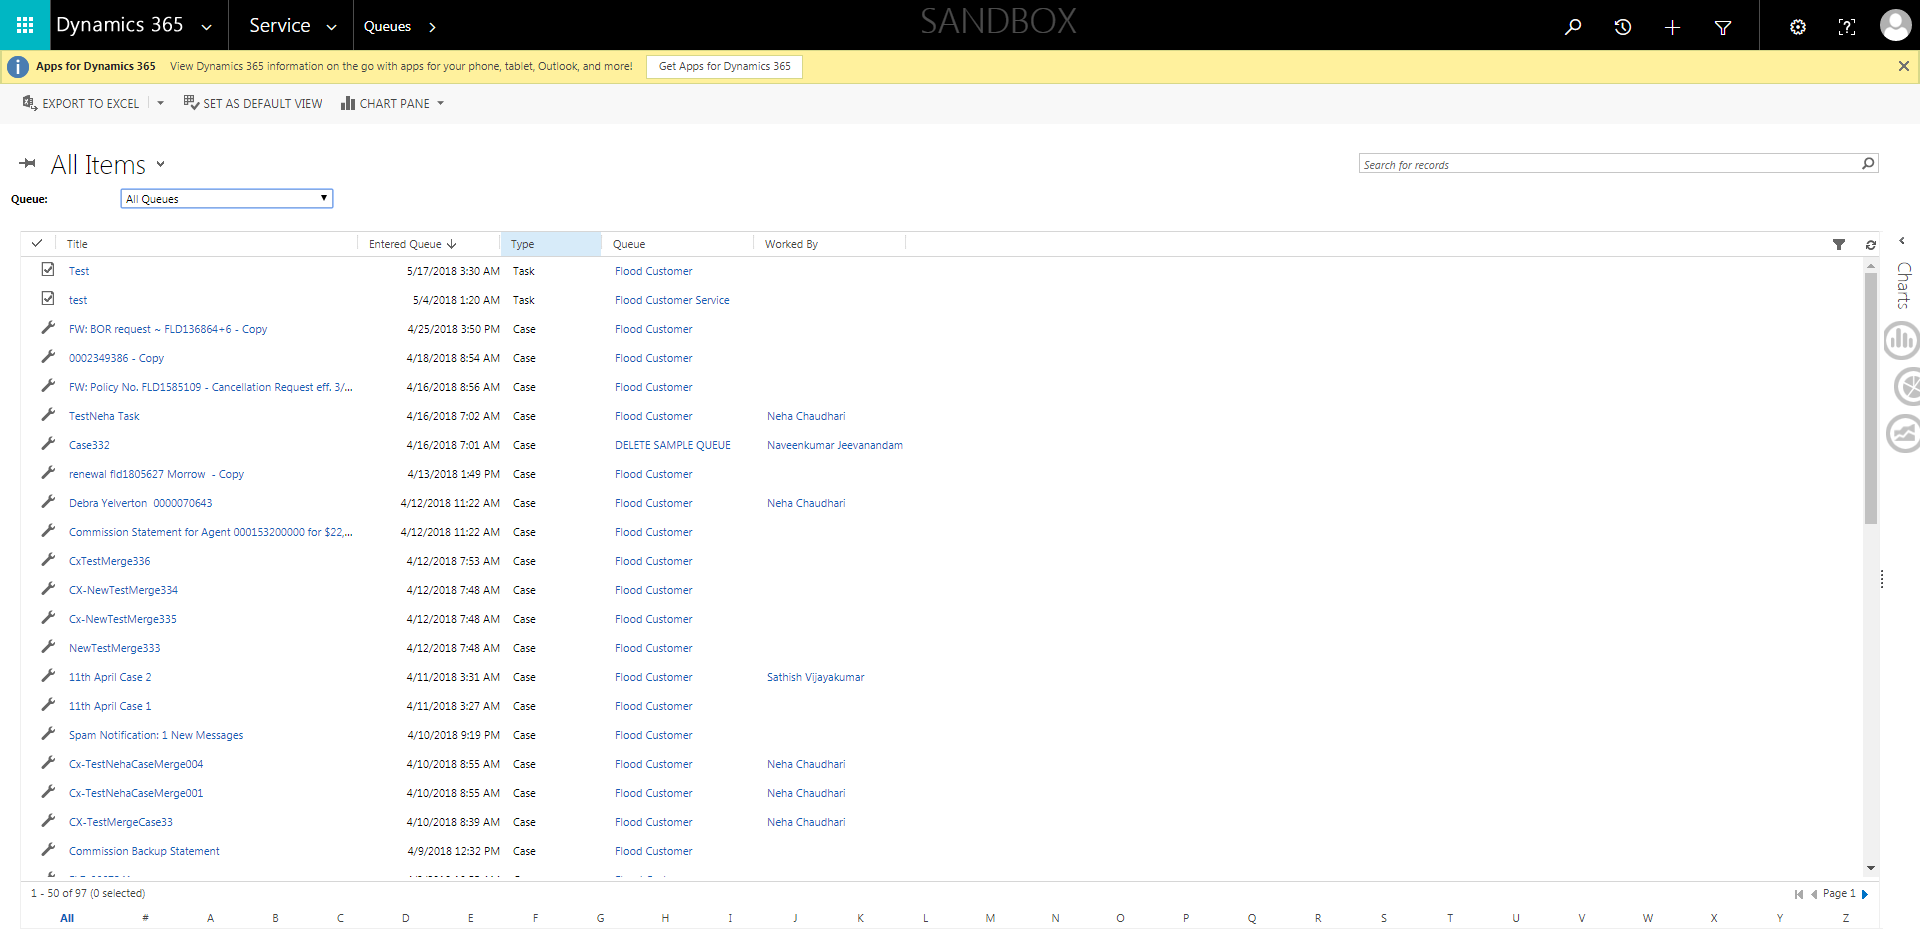 Dynamics 365 Service Queues SANDBOX
Apps for Dynamics 365 View Dynamics 365 information on the go with apps for your phone, tablet, Outlook, and more! Get Apps for Dynamics 365
EXPORT TO EXCEL SET AS DEFAULT VIEW CHART PANE
All Items Search for records
Queue: All Queues
Title Entered Queue Type Queue Worked By
Charts
Test 5/17/2018 3:30 AM Task Flood Customer
test 5/4/2018 1:20 AM Task Flood Customer Service
FW: BOR request ~ FLD136864+6 - Copy 4/25/2018 3:50 PM Case Flood Customer
0002349386 - Copy 4/18/2018 8:54 AM Case Flood Customer
FW: Policy No. FLD1585109 - Cancellation Request eff. 3/... 4/16/2018 8:56 AM Case Flood Customer
TestNeha Task 4/16/2018 7:02 AM Case Flood Customer Neha Chaudhari
Case332 4/16/2018 7:01 AM Case DELETE SAMPLE QUEUE Naveenkumar Jeevanandam
renewal fld1805627 Morrow - Copy 4/13/2018 1:49 PM Case Flood Customer
Debra Yelverton 0000070643 4/12/2018 11:22 AM Case Flood Customer Neha Chaudhari
Commission Statement for Agent 000153200000 for $22,... 4/12/2018 11:22 AM Case Flood Customer
CxTestMerge336 4/12/2018 7:53 AM Case Flood Customer
CX-NewTestMerge334 4/12/2018 7:48 AM Case Flood Customer
Cx-NewTestMerge335 4/12/2018 7:48 AM Case Flood Customer
NewTestMerge333 4/12/2018 7:48 AM Case Flood Customer
11th April Case 2 4/11/2018 3:31 AM Case Flood Customer Sathish Vijayakumar
11th April Case 1 4/11/2018 3:27 AM Case Flood Customer
Spam Notification: 1 New Messages 4/10/2018 9:19 PM Case Flood Customer
Cx-TestNehaCaseMerge004 4/10/2018 8:55 AM Case Flood Customer Neha Chaudhari
Cx-TestNehaCaseMerge001 4/10/2018 8:55 AM Case Flood Customer Neha Chaudhari
CX-TestMergeCase33 4/10/2018 8:39 AM Case Flood Customer Neha Chaudhari
Commission Backup Statement 4/9/2018 12:32 PM Case Flood Customer
1 - 50 of 97 (0 selected) Page 1
All # A B C D E F G H I J K L M N O P Q R S T U V W X Y Z